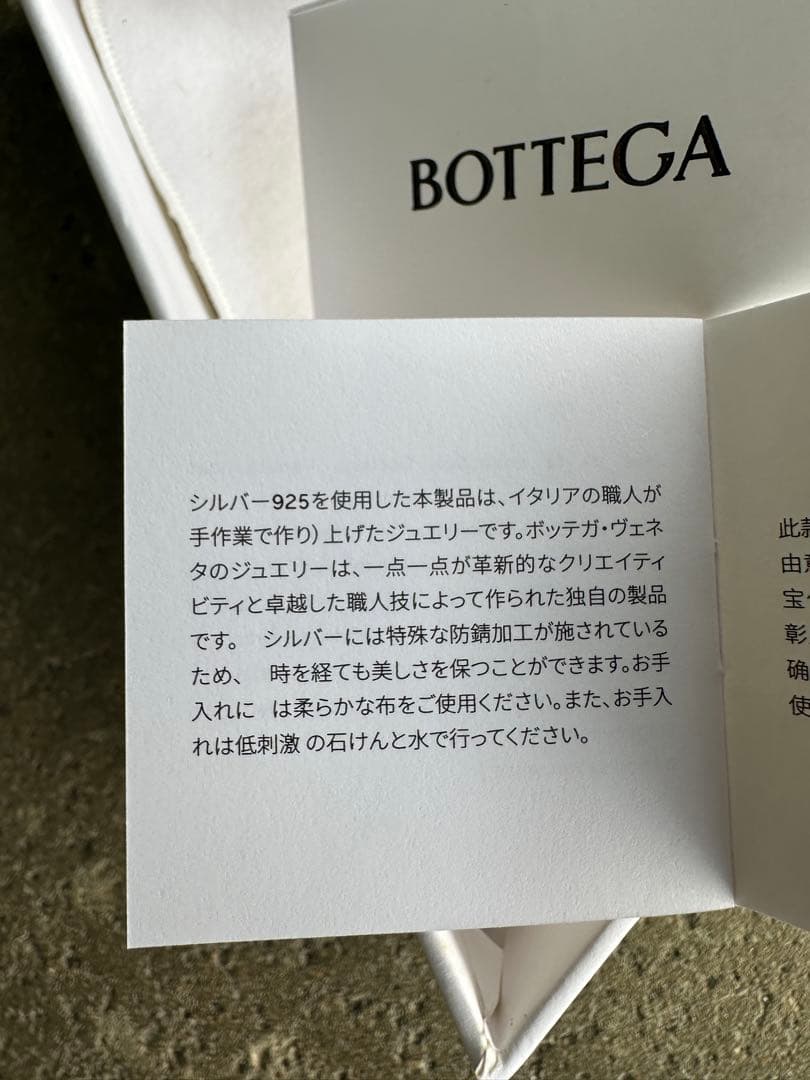 BOTTEGA
シルバー925を使用した本製品は、イタリアの職人が
手作業で作り）上げたジュエリーです。ボッテガ・ヴェネ
タのジュエリーは、一点一点が革新的なクリエイティ
ビティと卓越した職人技によって作られた独自の製品
です。　シルバーには特殊な防錆加工が施されている
ため、　時を経ても美しさを保つことができます。お手
入れに　は柔らかな布をご使用ください。また、お手入
れは低刺激 の石けんと水で行ってください。
此款
由意
宝
彰
确
使